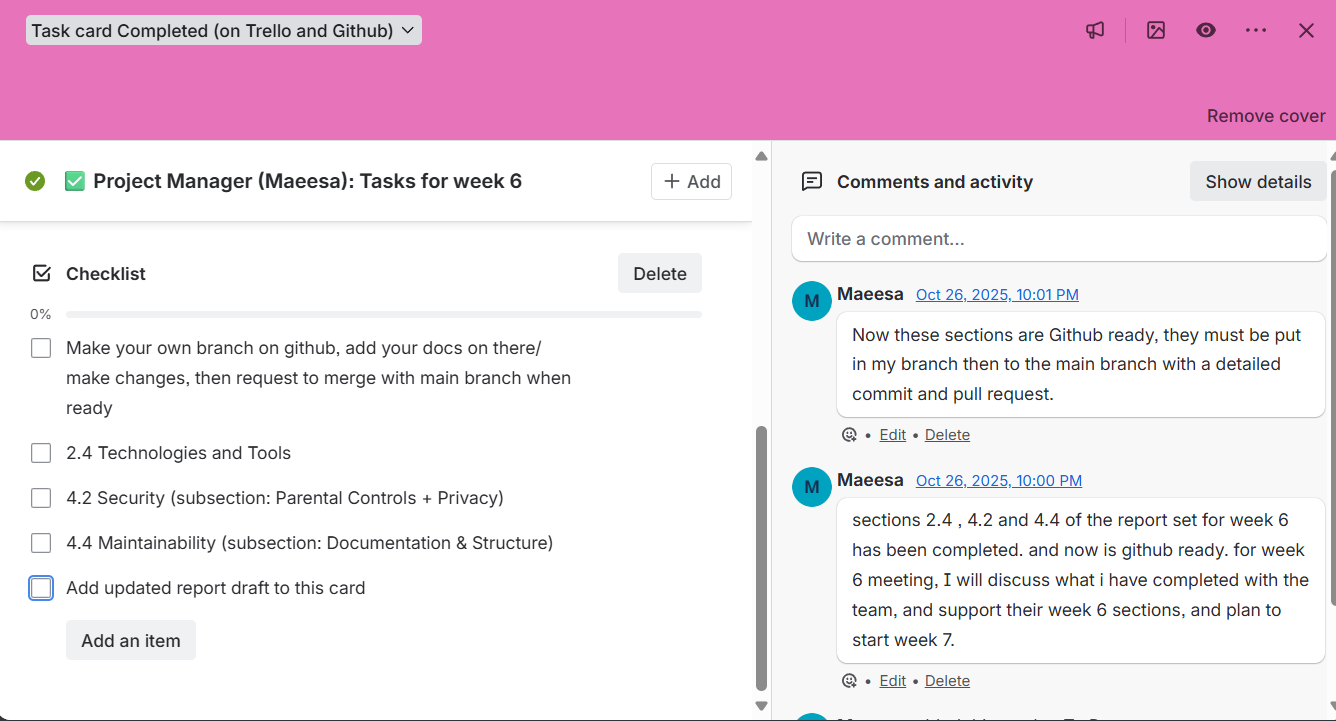 Task card Completed (on Trello and Github)
Remove cover
Project Manager (Maeesa): Tasks for week 6
Add
Checklist
Delete
0%
Make your own branch on github, add your docs on there/
make changes, then request to merge with main branch when
ready
2.4 Technologies and Tools
4.2 Security (subsection: Parental Controls + Privacy)
4.4 Maintainability (subsection: Documentation & Structure)
Add updated report draft to this card
Add an item
Comments and activity
Show details
Write a comment...
M
Maeesa Oct 26, 2025, 10:01 PM
Now these sections are Github ready, they must be put
in my branch then to the main branch with a detailed
commit and pull request.
• Edit • Delete
M
Maeesa Oct 26, 2025, 10:00 PM
sections 2.4 , 4.2 and 4.4 of the report set for week 6
has been completed. and now is github ready. for week
6 meeting, I will discuss what i have completed with the
team, and support their week 6 sections, and plan to
start week 7.
• Edit • Delete